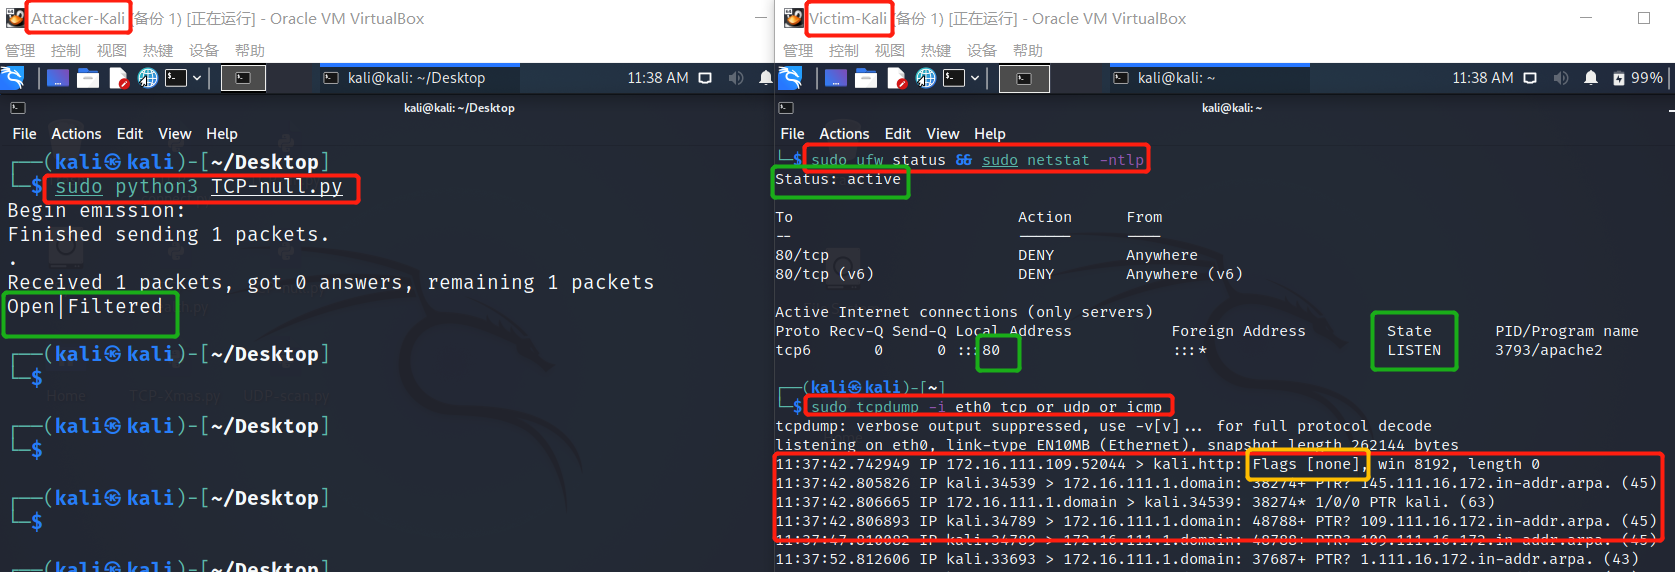 Attacker-Kali (备份 1) [正在运行] - Oracle VM VirtualBox
管理 控制 视图 热键 设备 帮助
kali@kali: ~/Desktop 11:38 AM
kali@kali: ~/Desktop
File Actions Edit View Help
┌──(kali㉿kali)-[~/Desktop]
└─$ sudo python3 TCP-null.py
Begin emission:
Finished sending 1 packets.
.
Received 1 packets, got 0 answers, remaining 1 packets
Open|Filtered
┌──(kali㉿kali)-[~/Desktop]
└─$
Home TCP-Xmas.py UDP-scan.py
┌──(kali㉿kali)-[~/Desktop]
└─$
┌──(kali㉿kali)-[~/Desktop]
└─$
Victim-Kali (备份 1) [正在运行] - Oracle VM VirtualBox
管理 控制 视图 热键 设备 帮助
kali@kali: ~ 11:38 AM 99%
kali@kali: ~
File Actions Edit View Help
└─$ sudo ufw status && sudo netstat -ntlp
Status: active
To Action From
-- ------ ----
80/tcp DENY Anywhere
80/tcp (v6) DENY Anywhere (v6)
Active Internet connections (only servers)
Proto Recv-Q Send-Q Local Address Foreign Address State PID/Program name
tcp6 0 0 :::80 :::* LISTEN 3793/apache2
┌──(kali㉿kali)-[~]
└─$ sudo tcpdump -i eth0 tcp or udp or icmp
tcpdump: verbose output suppressed, use -v[v]... for full protocol decode
listening on eth0, link-type EN10MB (Ethernet), snapshot length 262144 bytes
11:37:42.742949 IP 172.16.111.109.52044 > kali.http: Flags [none], win 8192, length 0
11:37:42.805826 IP kali.34539 > 172.16.111.1.domain: 38274+ PTR? 145.111.16.172.in-addr.arpa. (45)
11:37:42.806665 IP 172.16.111.1.domain > kali.34539: 38274* 1/0/0 PTR kali. (63)
11:37:42.806893 IP kali.34789 > 172.16.111.1.domain: 48788+ PTR? 109.111.16.172.in-addr.arpa. (45)
11:37:47.810082 IP kali.34789 > 172.16.111.1.domain: 48788+ PTR? 109.111.16.172.in-addr.arpa. (45)
11:37:52.812606 IP kali.33693 > 172.16.111.1.domain: 37687+ PTR? 1.111.16.172.in-addr.arpa. (43)